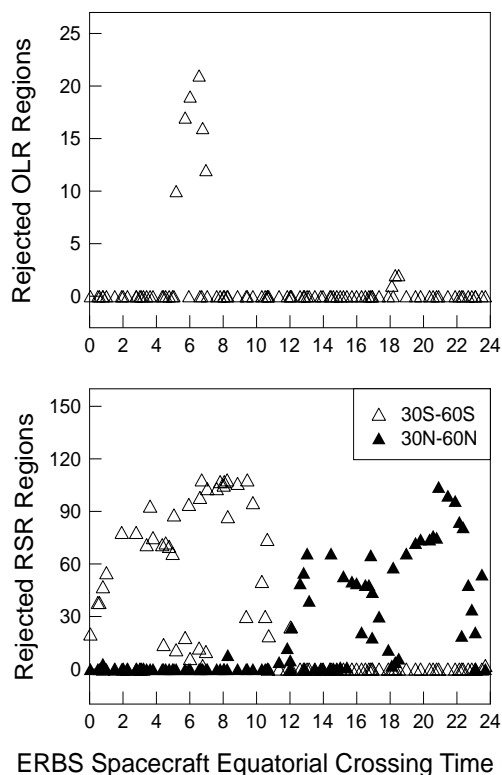 Rejected OLR Regions
25
20
15
10
5
0
0 2 4 6 8 10 12 14 16 18 20 22 24
Rejected RSR Regions
150
120
90
60
30
0
30S-60S
30N-60N
0 2 4 6 8 10 12 14 16 18 20 22 24
ERBS Spacecraft Equatorial Crossing Time